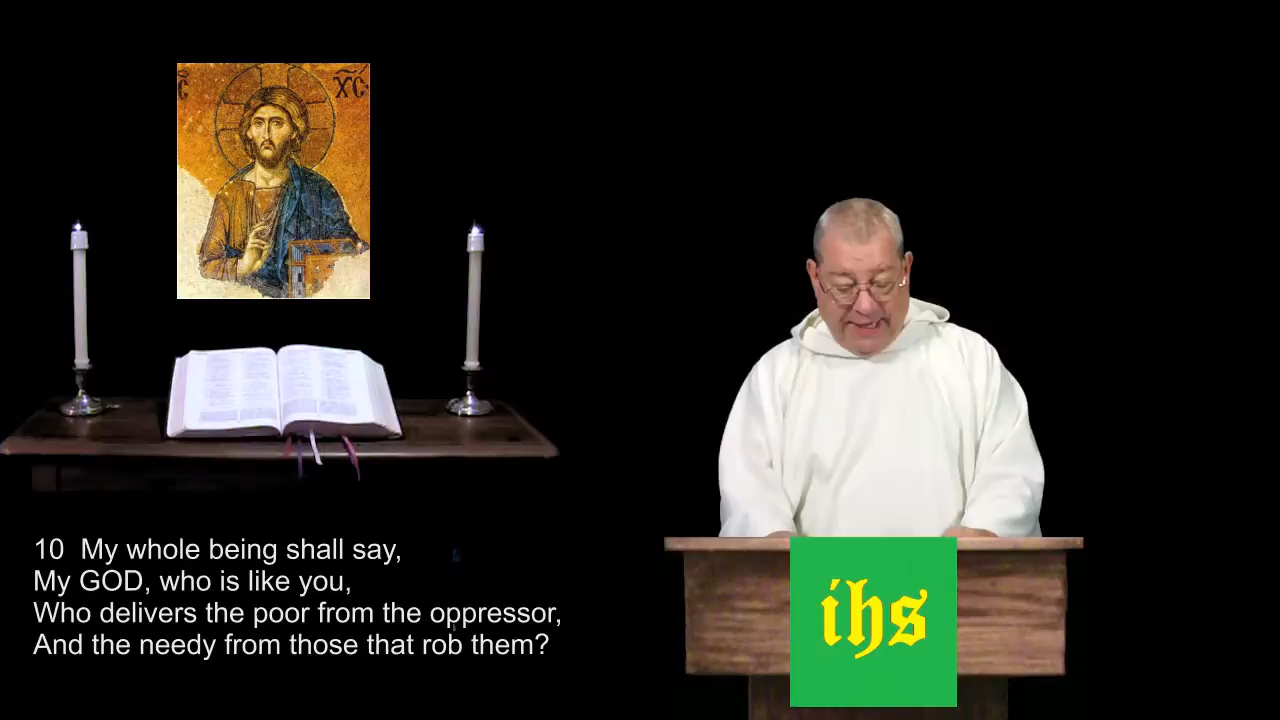 C
XC
10 My whole being shall say,
My GOD, who is like you,
Who delivers the poor from the oppressor,
And the needy from those that rob them?
ihs